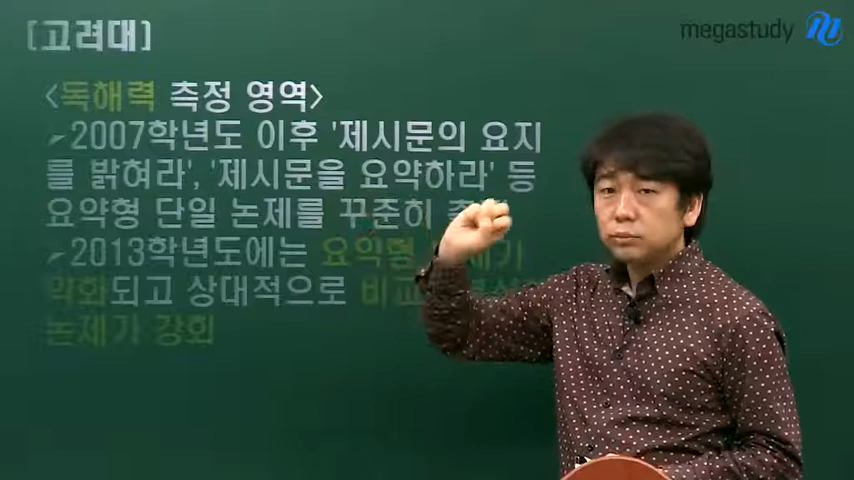 [고려대]
megastudy
<독해력 측정 영역>
2007학년도 이후 '제시문의 요지
를 밝혀라', '제시문을 요약하라' 등
요약형 단일 논제를 꾸준히
2013학년도에는 요약형
약화되고 상대적으로 비교
논제가 강화